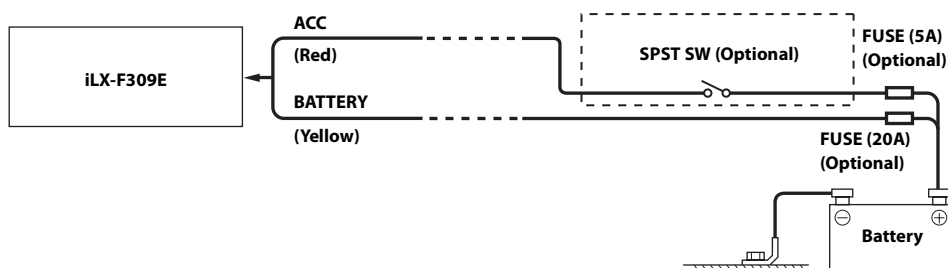 ACC
(Red)
SPST SW (Optional)
FUSE (5A)
(Optional)
iLX-F309E
BATTERY
(Yellow)
FUSE (20A)
(Optional)
Battery